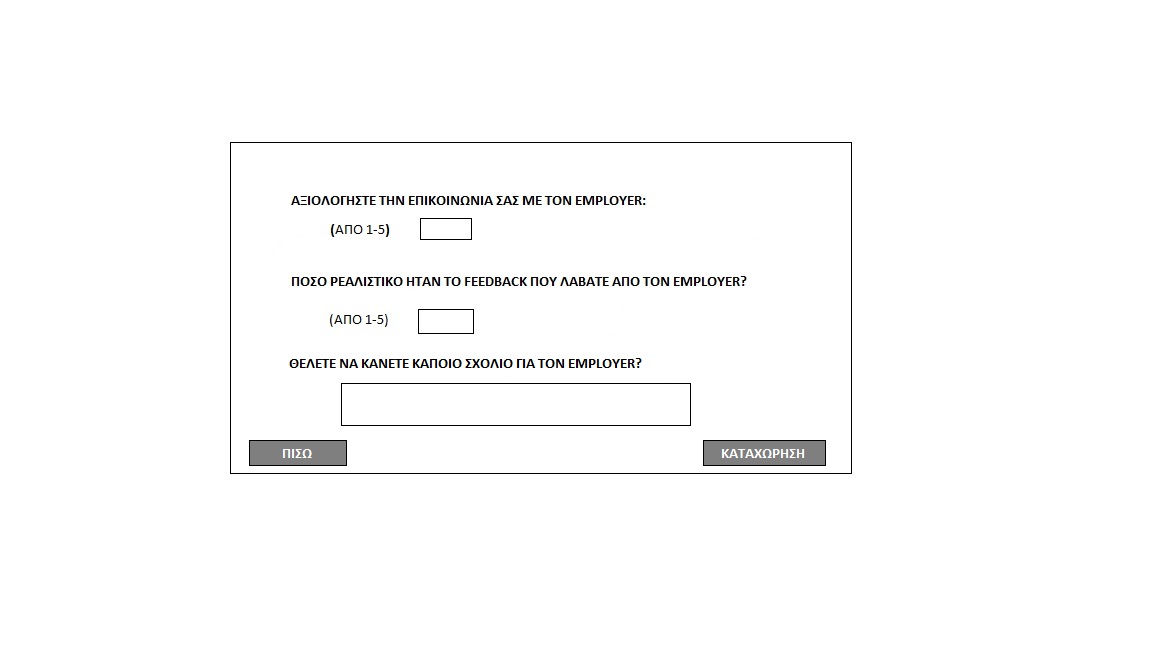 ΑΞΙΟΛΟΓΗΣΤΕ ΤΗΝ ΕΠΙΚΟΙΝΩΝΙΑ ΣΑΣ ΜΕ ΤΟΝ EMPLOYER:
(ΑΠΟ 1-5)
ΠΟΣΟ ΡΕΑΛΙΣΤΙΚΟ ΗΤΑΝ ΤΟ FEEDBACK ΠΟΥ ΛΑΒΑΤΕ ΑΠΟ ΤΟΝ EMPLOYER?
(ΑΠΟ 1-5)
ΘΕΛΕΤΕ ΝΑ ΚΑΝΕΤΕ ΚΑΠΟΙΟ ΣΧΟΛΙΟ ΓΙΑ ΤΟΝ EMPLOYER?
ΠΙΣΩ ΚΑΤΑΧΩΡΗΣΗ